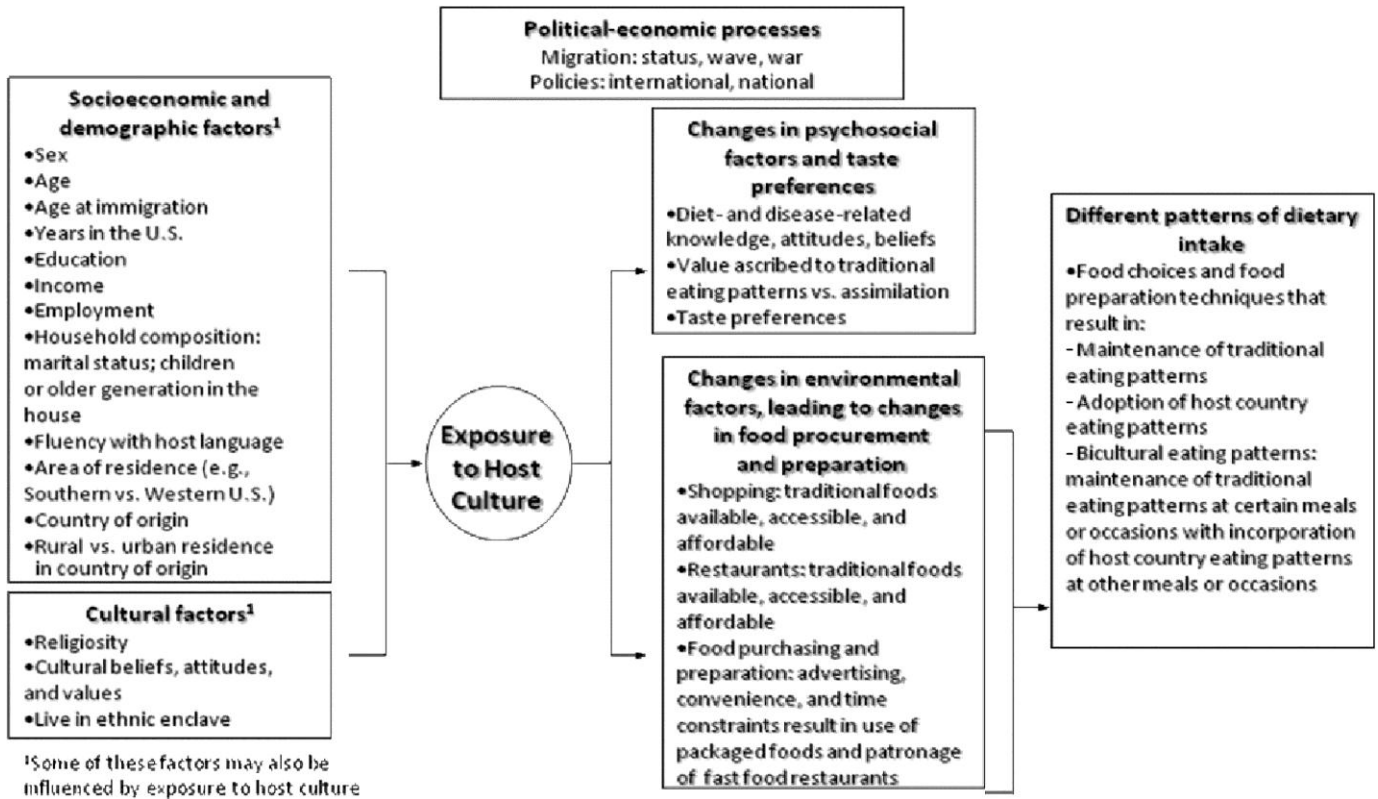 Political-economic processes
Migration: status, wave, war
Policies: international, national
Socioeconomic and
demographic factors¹
•Sex
•Age
•Age at immigration
•Years in the U.S.
•Education
•Income
•Employment
•Household composition:
marital status; children
or older generation in the
house
•Fluency with host language
•Area of residence (e.g.,
Southern vs. Western U.S.)
•Country of origin
•Rural vs. urban residence
in country of origin
Cultural factors¹
•Religiosity
•Cultural beliefs, attitudes,
and values
•Live in ethnic enclave
¹Some of these factors may also be
influenced by exposure to host culture
Exposure
to Host
Culture
Changes in psychosocial
factors and taste
preferences
•Diet- and disease-related
knowledge, attitudes, beliefs
•Value ascribed to traditional
eating patterns vs. assimilation
•Taste preferences
Changes in environmental
factors, leading to changes
in food procurement
and preparation
•Shopping: traditional foods
available, accessible, and
affordable
•Restaurants: traditional foods
available, accessible, and
affordable
•Food purchasing and
preparation: advertising,
convenience, and time
constraints result in use of
packaged foods and patronage
of fast food restaurants
Different patterns of dietary
intake
•Food choices and food
preparation techniques that
result in:
- Maintenance of traditional
eating patterns
- Adoption of host country
eating patterns
- Bicultural eating patterns:
maintenance of traditional
eating patterns at certain meals
or occasions with incorporation
of host country eating patterns
at other meals or occasions